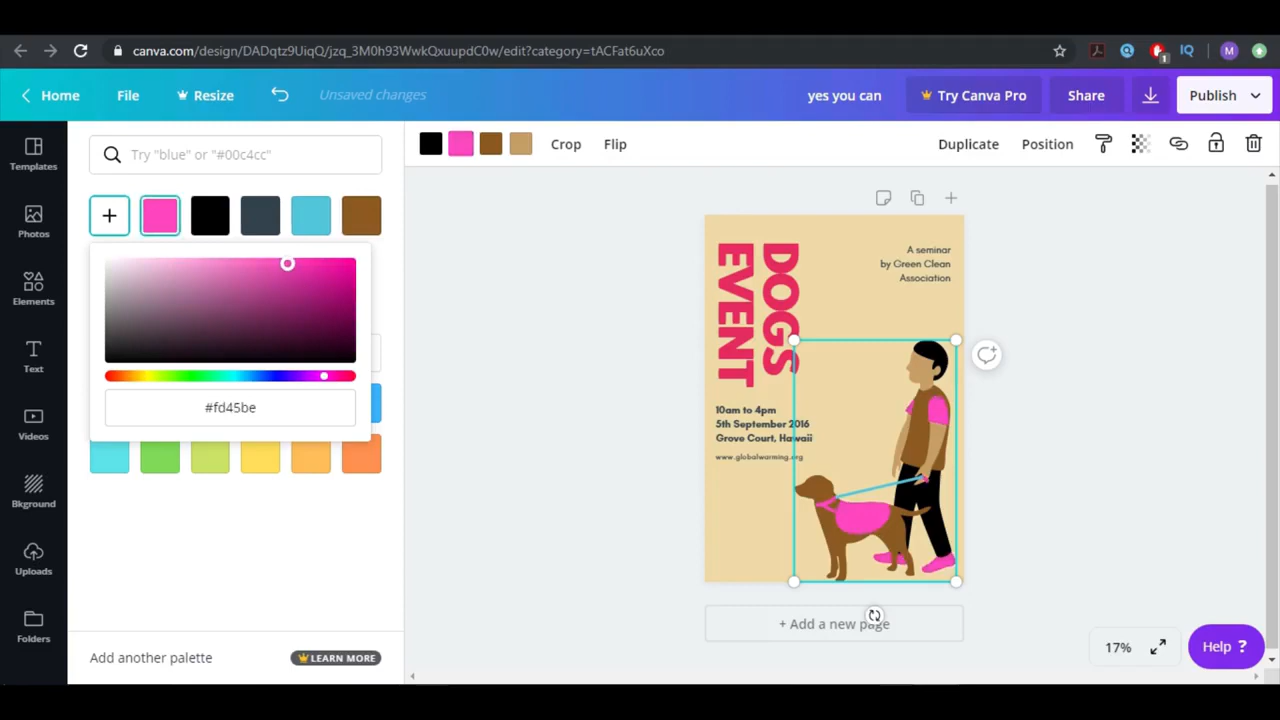 canva.com/design/DADqtz9UiqQ/jzq_3M0h93WwkQxuupdC0w/edit?category=tACFat6uXco
1
IQ
M
Home
File
Resize
Unsaved changes
yes you can
Try Canva Pro
Share
Publish
Templates
Photos
Elements
Text
Videos
Bkground
Uploads
Folders
Try "blue" or "#00c4cc"
#fd45be
Add another palette
LEARN MORE
Crop
Flip
Duplicate
Position
DOGS
EVENT
A seminar
by Green Clean
Association
10am to 4pm
5th September 2016
Grove Court, Hawaii
www.globalwarming.org
+ Add a new page
17%
Help ?